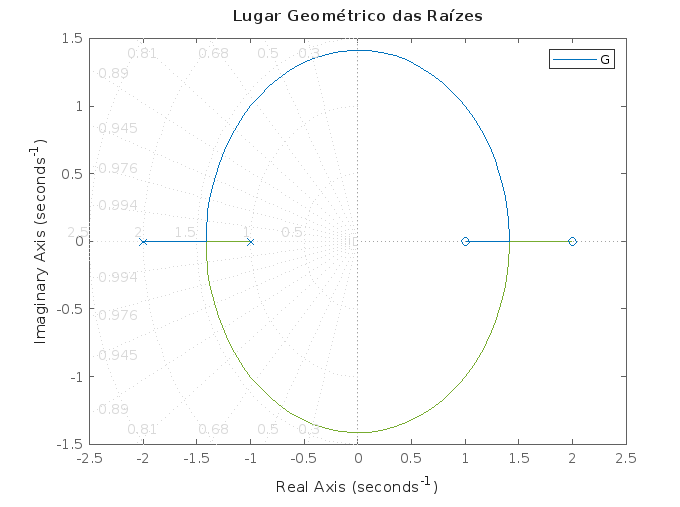 Lugar Geométrico das Raízes
1.5
1
0.5
0
-0.5
-1
-1.5
Imaginary Axis (seconds-1)
0.81 0.68 0.5 0.3
0.89
0.945
0.976
0.994
2.5 2 1.5 1 0.5
0.994
0.976
0.945
0.89
0.81 0.68 0.5 0.3
G
-2.5 -2 -1.5 -1 -0.5 0 0.5 1 1.5 2 2.5
Real Axis (seconds-1)